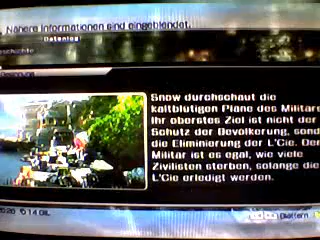 Nähere Informationen sind eingeblendet.
Datenlog
Snow durchschaut die
kaltblütigen Pläne des Militärs.
Ihr oberstes Ziel ist nicht der
Schutz der Bevölkerung, sond
die Eliminierung der L'Cie. Dem
Militär ist es egal, wie viele
Zivilisten sterben, solange die
L'Cie erledigt werden.
Blättern